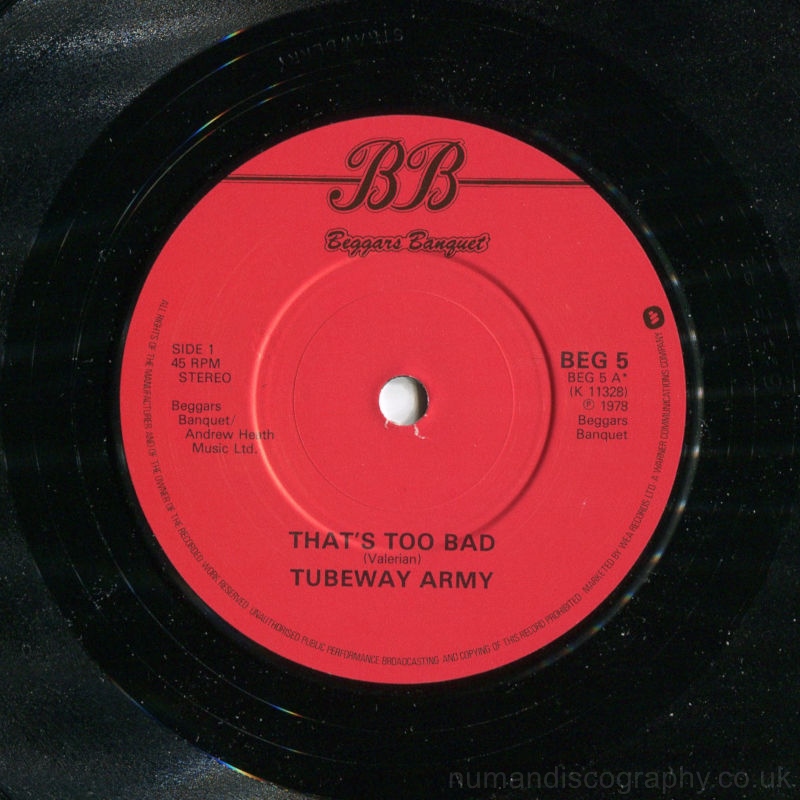 STRAWBERRY
BB
Beggars Banquet
SIDE 1
45 RPM
STEREO
Beggars
Banquet/
Andrew Heath
Music Ltd.
BEG 5
BEG 5 A*
(K 11328)
℗ 1978
Beggars
Banquet
THAT'S TOO BAD
(Valerian)
TUBEWAY ARMY
ALL RIGHTS OF THE MANUFACTURER AND OF THE OWNER OF THE RECORDED WORK RESERVED. UNAUTHORISED PUBLIC PERFORMANCE BROADCASTING AND COPYING OF THIS RECORD PROHIBITED. MARKETED BY WEA RECORDS LTD. A WARNER COMMUNICATIONS COMPANY
numandiscography.co.uk